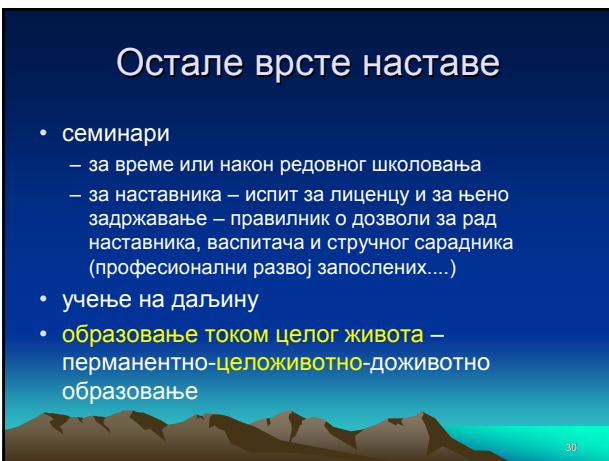 Остале врсте наставе
• семинари
– за време или након редовног школовања
– за наставника – испит за лиценцу и за њено
задржавање – правилник о дозволи за рад
наставника, васпитача и стручног сарадника
(професионални развој запослених....)
• учење на даљину
• образовање током целог живота –
перманентно-целоживотно-доживотно
образовање
30